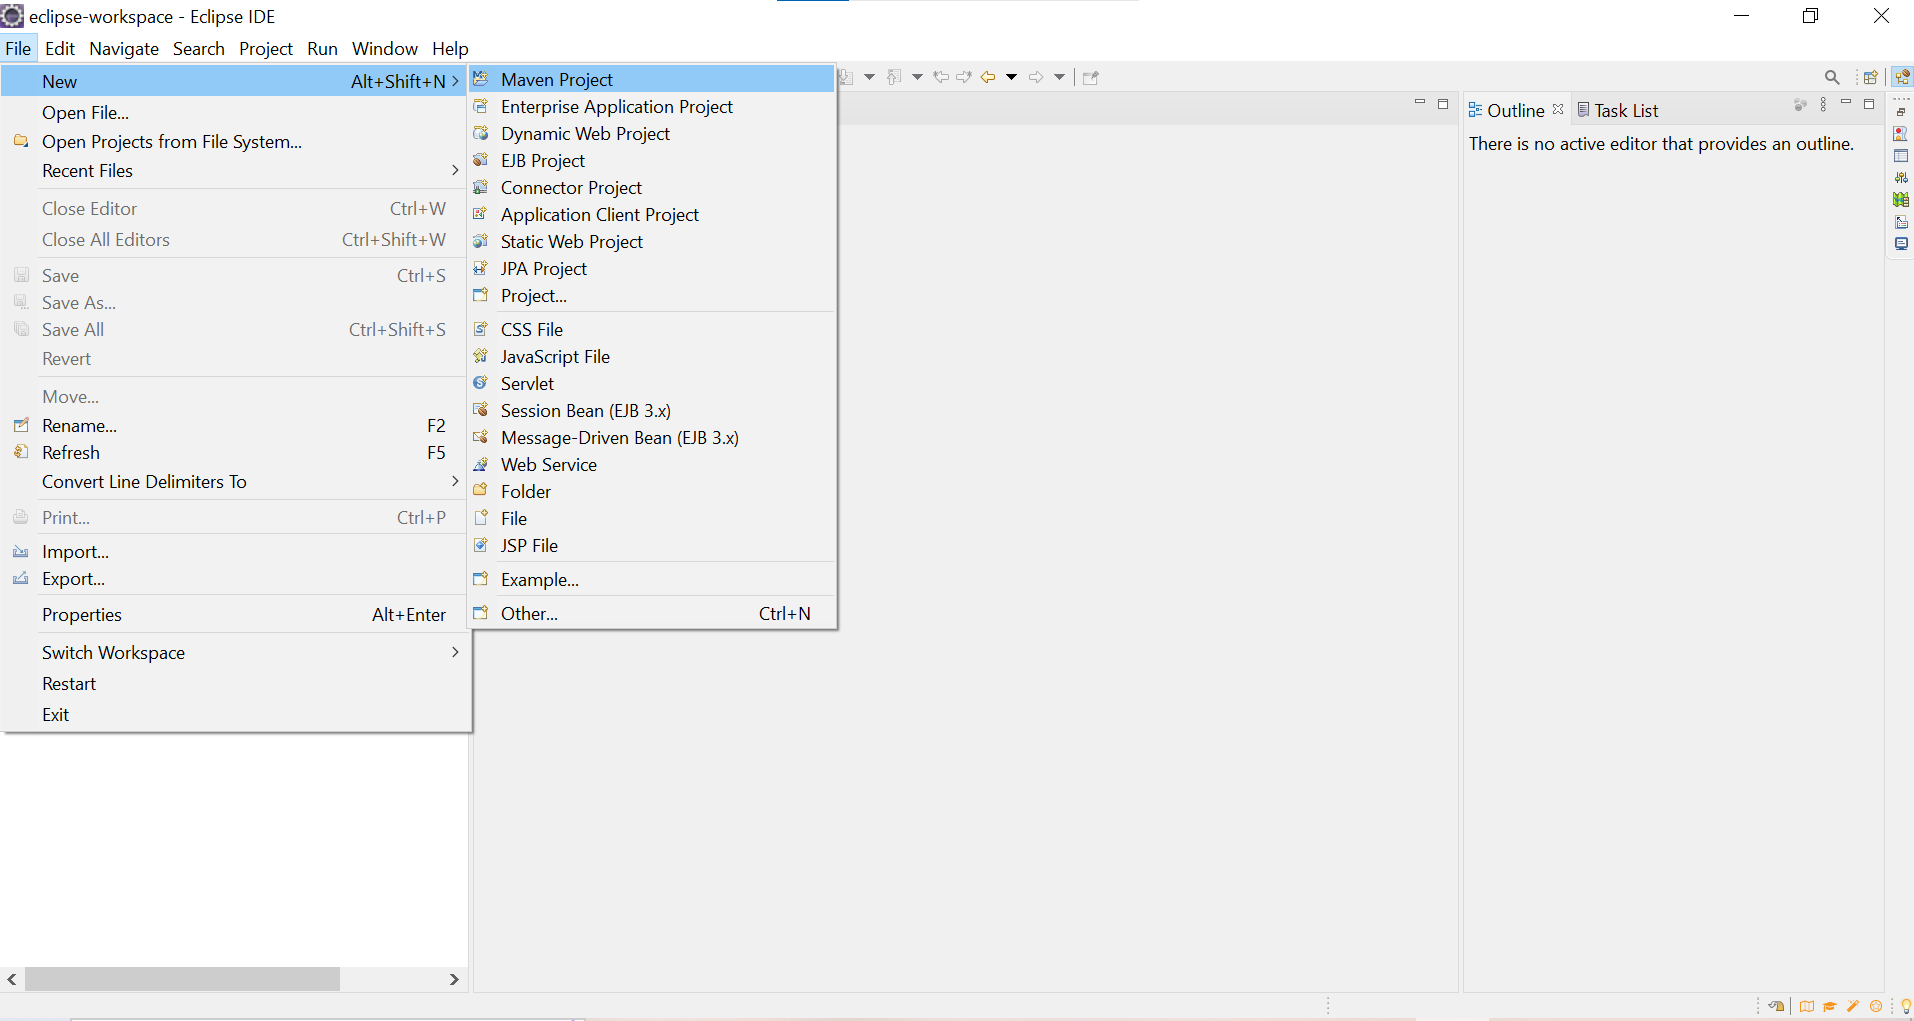 eclipse-workspace - Eclipse IDE
File Edit Navigate Search Project Run Window Help
New Alt+Shift+N
Open File...
Open Projects from File System...
Recent Files
Close Editor Ctrl+W
Close All Editors Ctrl+Shift+W
Save Ctrl+S
Save As...
Save All Ctrl+Shift+S
Revert
Move...
Rename... F2
Refresh F5
Convert Line Delimiters To
Print... Ctrl+P
Import...
Export...
Properties Alt+Enter
Switch Workspace
Restart
Exit
Maven Project
Enterprise Application Project
Dynamic Web Project
EJB Project
Connector Project
Application Client Project
Static Web Project
JPA Project
Project...
CSS File
JavaScript File
Servlet
Session Bean (EJB 3.x)
Message-Driven Bean (EJB 3.x)
Web Service
Folder
File
JSP File
Example...
Other... Ctrl+N
Outline Task List
There is no active editor that provides an outline.